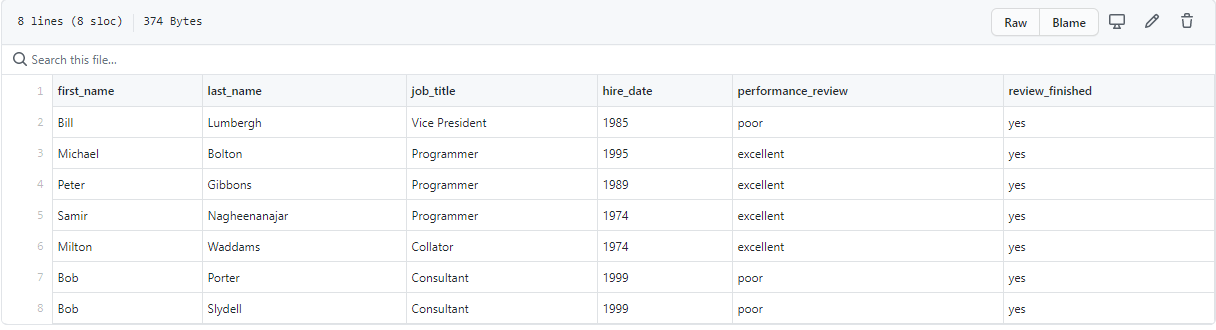 8 lines (8 sloc) 374 Bytes Raw Blame
Search this file...
1 first_name last_name job_title hire_date performance_review review_finished
2 Bill Lumbergh Vice President 1985 poor yes
3 Michael Bolton Programmer 1995 excellent yes
4 Peter Gibbons Programmer 1989 excellent yes
5 Samir Nagheenanajar Programmer 1974 excellent yes
6 Milton Waddams Collator 1974 excellent yes
7 Bob Porter Consultant 1999 poor yes
8 Bob Slydell Consultant 1999 poor yes